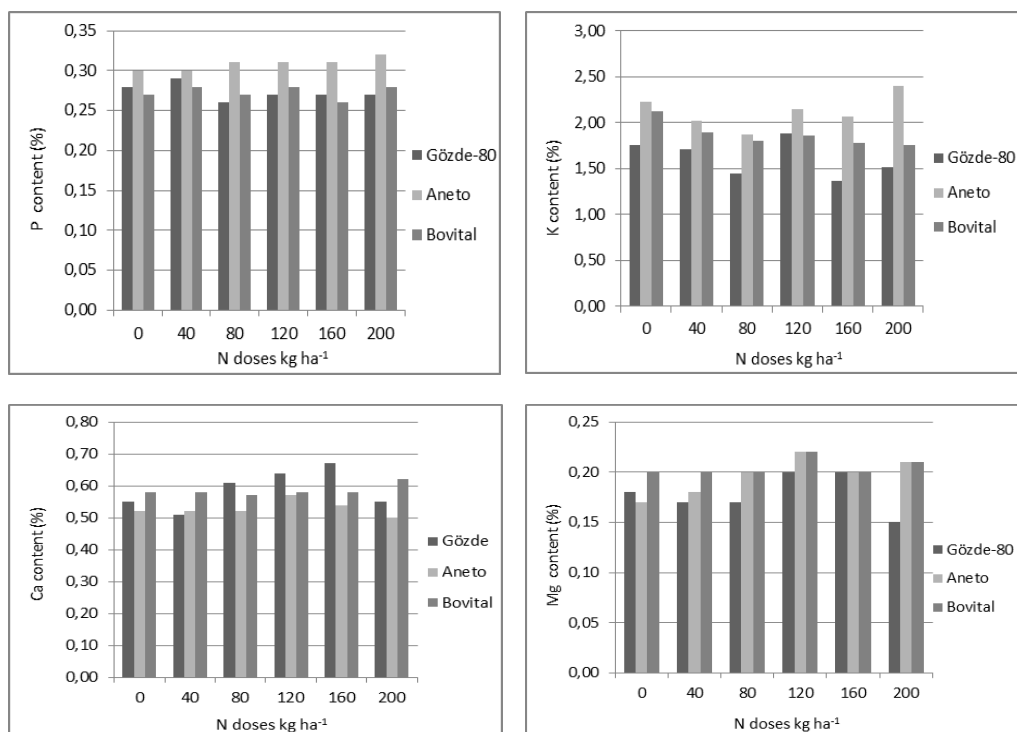 0,35
0,30
0,25
0,20
0,15
0,10
0,05
0,00
P content (%)
0 40 80 120 160 200
N doses kg ha⁻¹
Gözde-80
Aneto
Bovital
3,00
2,50
2,00
1,50
1,00
0,50
0,00
K content (%)
0 40 80 120 160 200
N doses kg ha⁻¹
Gözde-80
Aneto
Bovital
0,80
0,70
0,60
0,50
0,40
0,30
0,20
0,10
0,00
Ca content (%)
0 40 80 120 160 200
N doses kg ha⁻¹
Gözde
Aneto
Bovital
0,25
0,20
0,15
0,10
0,05
0,00
Mg content (%)
0 40 80 120 160 200
N doses kg ha⁻¹
Gözde-80
Aneto
Bovital